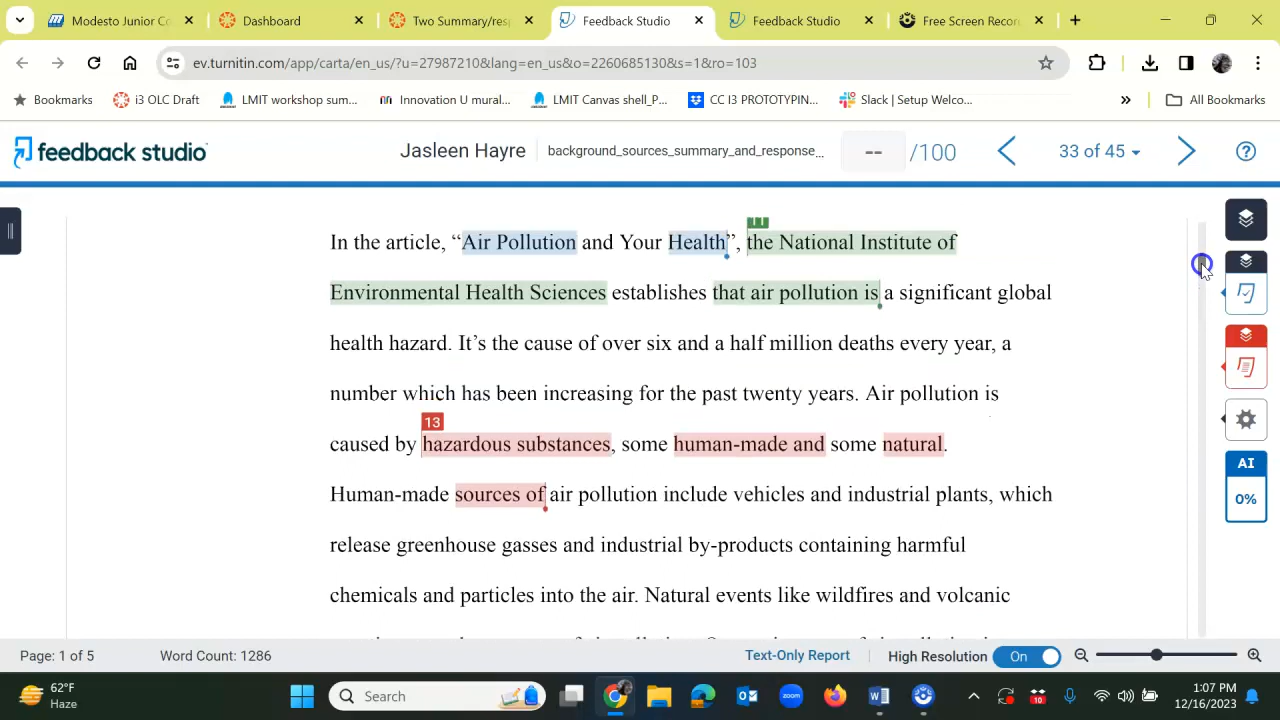 Modesto Junior Co
Dashboard
Two Summary/resp
Feedback Studio
Feedback Studio
Free Screen Recor
ev.turnitin.com/app/carta/en_us/?u=27987210&lang=en_us&o=2260685130&s=1&ro=103
Bookmarks
i3 OLC Draft
LMIT workshop sum...
Innovation U mural...
LMIT Canvas shell_P...
CC I3 PROTOTYPIN...
Slack | Setup Welco...
»
All Bookmarks
feedback studio
Jasleen Hayre
background_sources_summary_and_response_...
-- /100
33 of 45
?
11
In the article, “Air Pollution and Your Health”, the National Institute of
Environmental Health Sciences establishes that air pollution is a significant global
health hazard. It’s the cause of over six and a half million deaths every year, a
number which has been increasing for the past twenty years. Air pollution is
13
caused by hazardous substances, some human-made and some natural.
Human-made sources of air pollution include vehicles and industrial plants, which
release greenhouse gasses and industrial by-products containing harmful
chemicals and particles into the air. Natural events like wildfires and volcanic
AI
0%
Page: 1 of 5
Word Count: 1286
Text-Only Report
High Resolution
On
62°F
Haze
Search
zoom
10
1:07 PM
12/16/2023